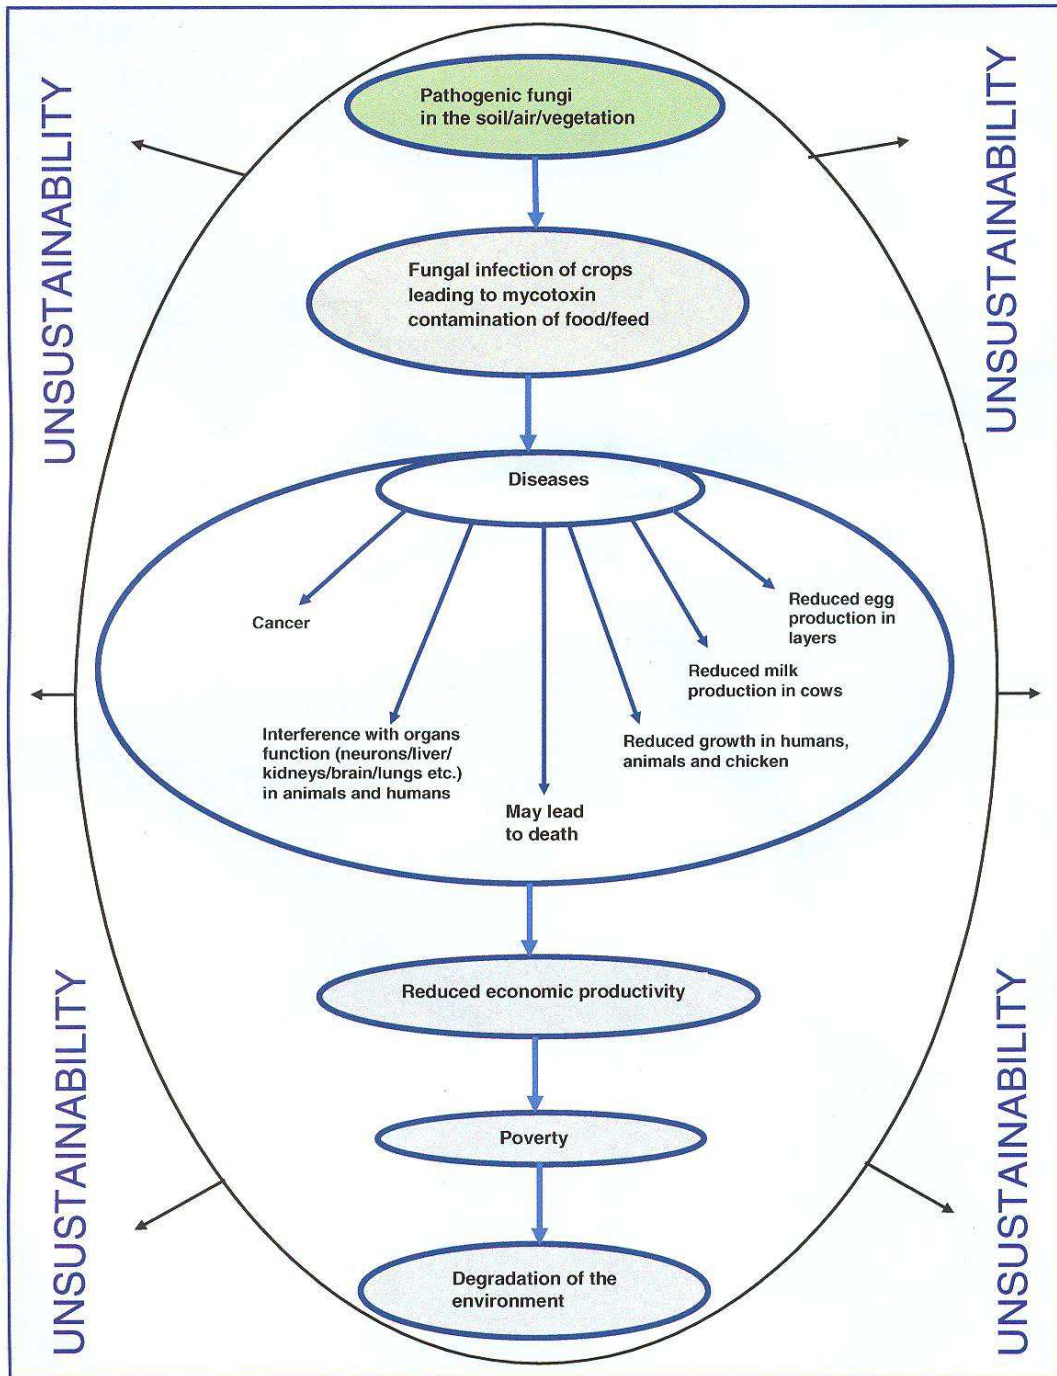 UNSUSTAINABILITY
UNSUSTAINABILITY
Pathogenic fungi
in the soil/air/vegetation
Fungal infection of crops
leading to mycotoxin
contamination of food/feed
Diseases
Cancer
Interference with organs
function (neurons/liver/
kidneys/brain/lungs etc.)
in animals and humans
May lead
to death
Reduced growth in humans,
animals and chicken
Reduced milk
production in cows
Reduced egg
production in
layers
Reduced economic productivity
Poverty
Degradation of the
environment
UNSUSTAINABILITY
UNSUSTAINABILITY